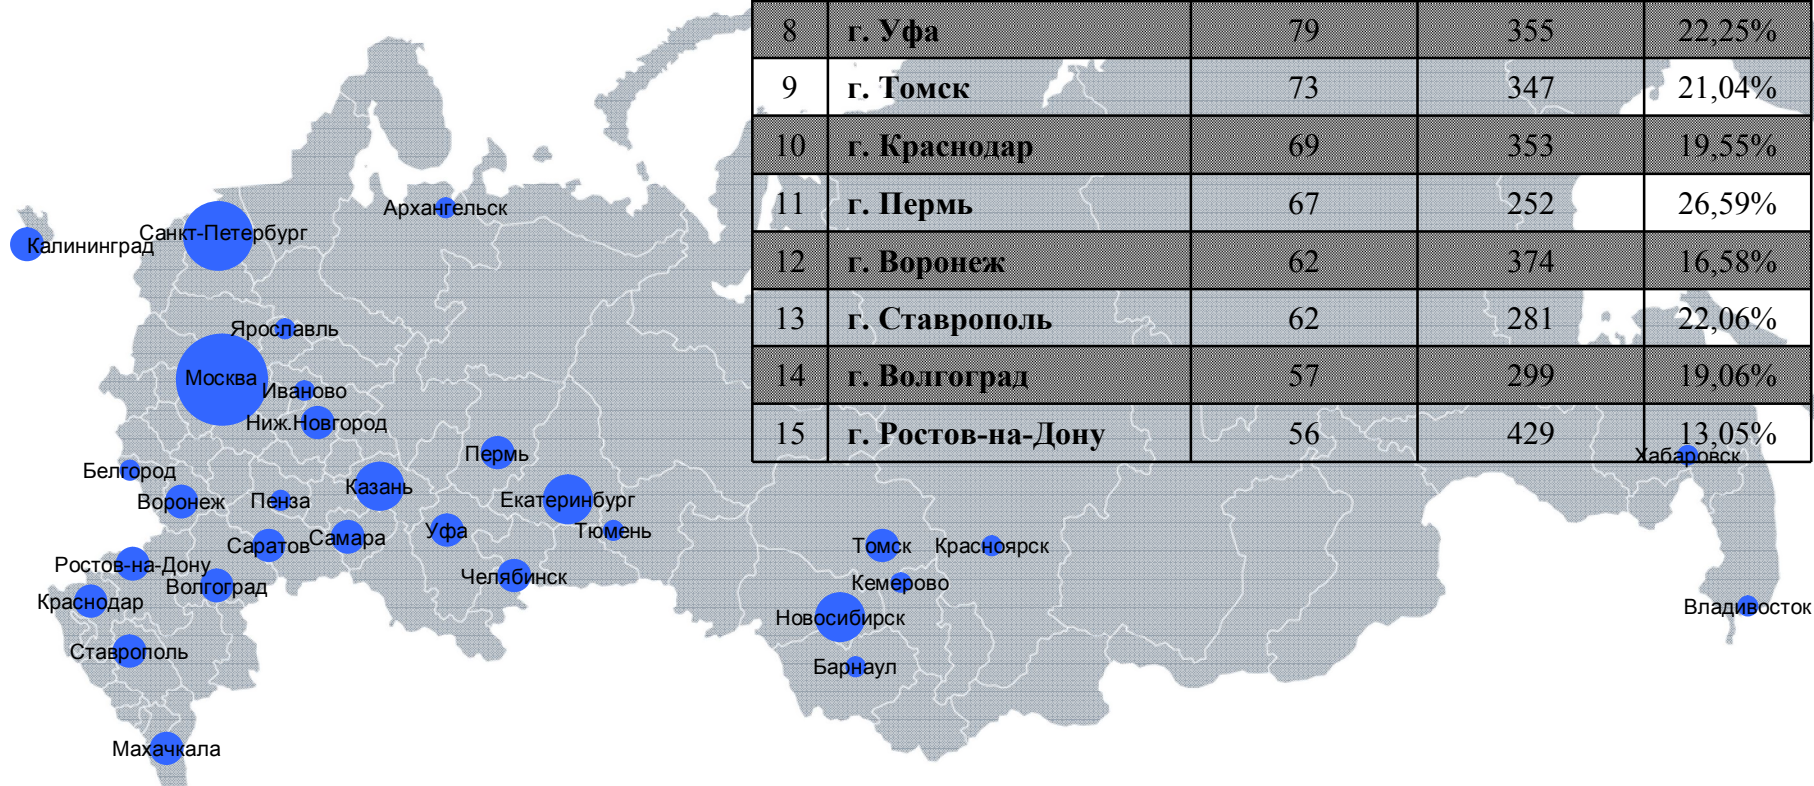 8 г. Уфа 79 355 22,25%
9 г. Томск 73 347 21,04%
10 г. Краснодар 69 353 19,55%
11 г. Пермь 67 252 26,59%
12 г. Воронеж 62 374 16,58%
13 г. Ставрополь 62 281 22,06%
14 г. Волгоград 57 299 19,06%
15 г. Ростов-на-Дону 56 429 13,05%
Архангельск
Санкт-Петербург
Калининград
Ярославль
Москва
Иваново
Ниж.Новгород
Пермь
Хабаровск
Белгород
Казань
Воронеж
Пенза
Екатеринбург
Уфа
Тюмень
Самара
Саратов
Томск
Красноярск
Ростов-на-Дону
Челябинск
Волгоград
Кемерово
Краснодар
Владивосток
Новосибирск
Ставрополь
Барнаул
Махачкала